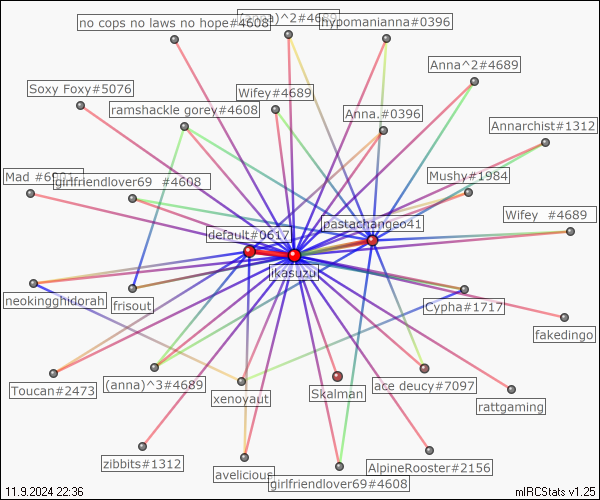 no cops no laws no hope#4608
(anna)^2#4689
hypomanianna#0396
Anna^2#4689
Soxy Foxy#5076
Wifey#4689
ramshackle gorey#4608
Anna.#0396
Annarchist#1312
Mad
girlfriendlover69 #4608
Mushy#1984
Wifey #4689
pastachangeo41
default#0617
ikasuzu
neokingghidorah
frisout
Cypha#1717
fakedingo
Toucan#2473
(anna)^3#4689
xenoyaut
Skalman
ace deucy#7097
rattgaming
zibbits#1312
avelicious
AlpineRooster#2156
girlfriendlover69#4608
11.9.2024 22:36
mIRCStats v1.25